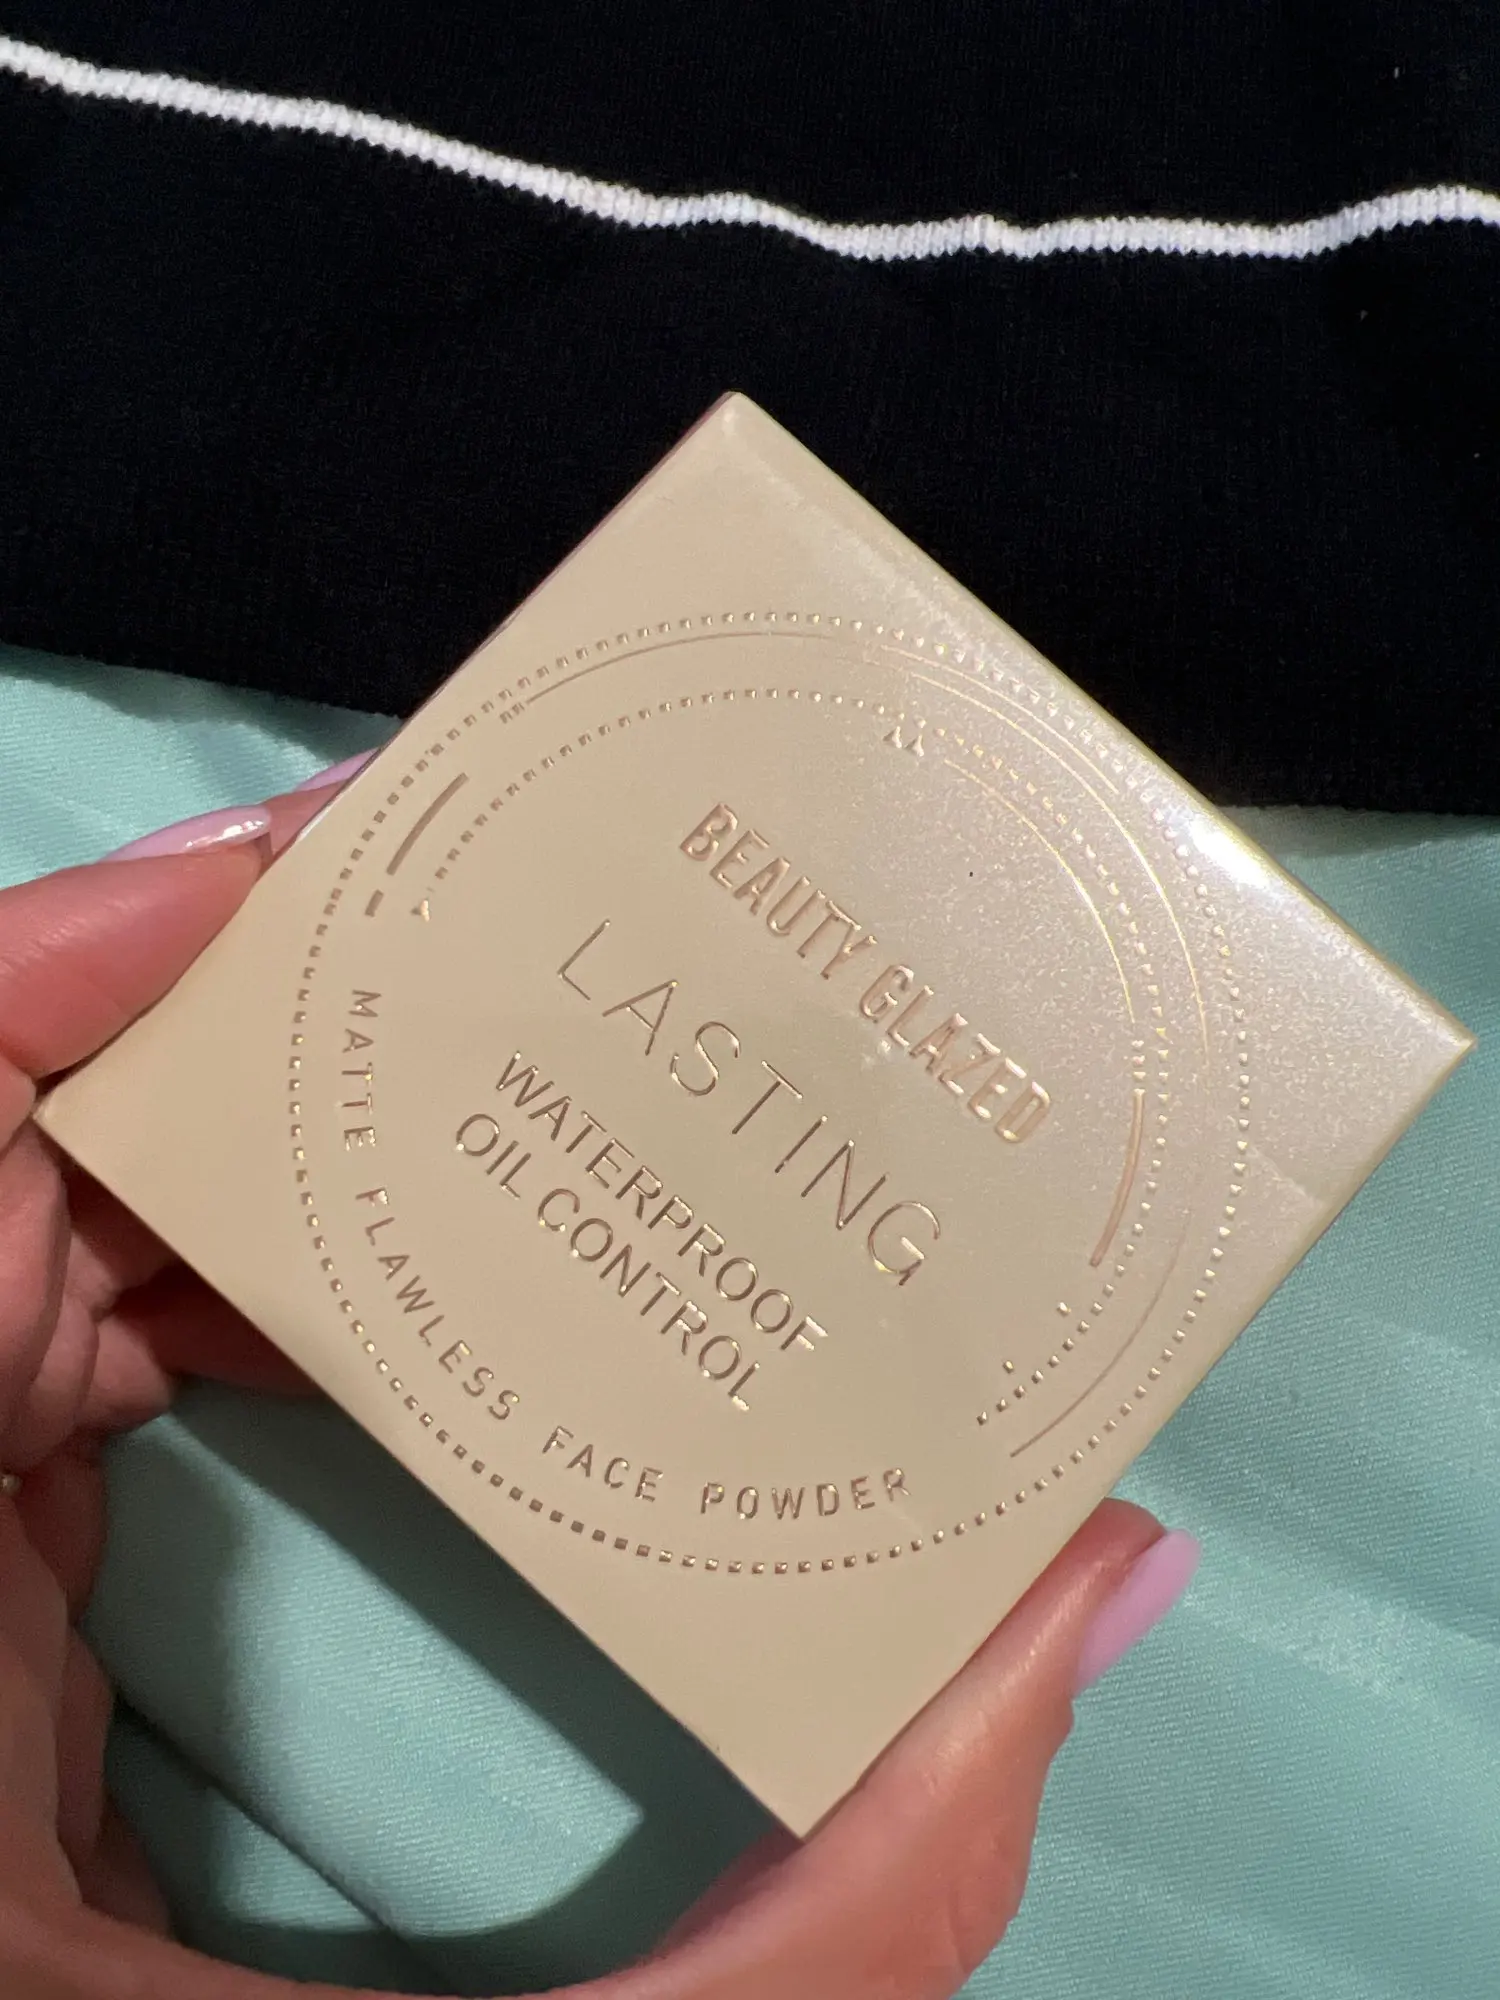 BEAUTY GLAZED
LASTING
WATERPROOF
OIL CONTROL
MATTE FLAWLESS FACE POWDER